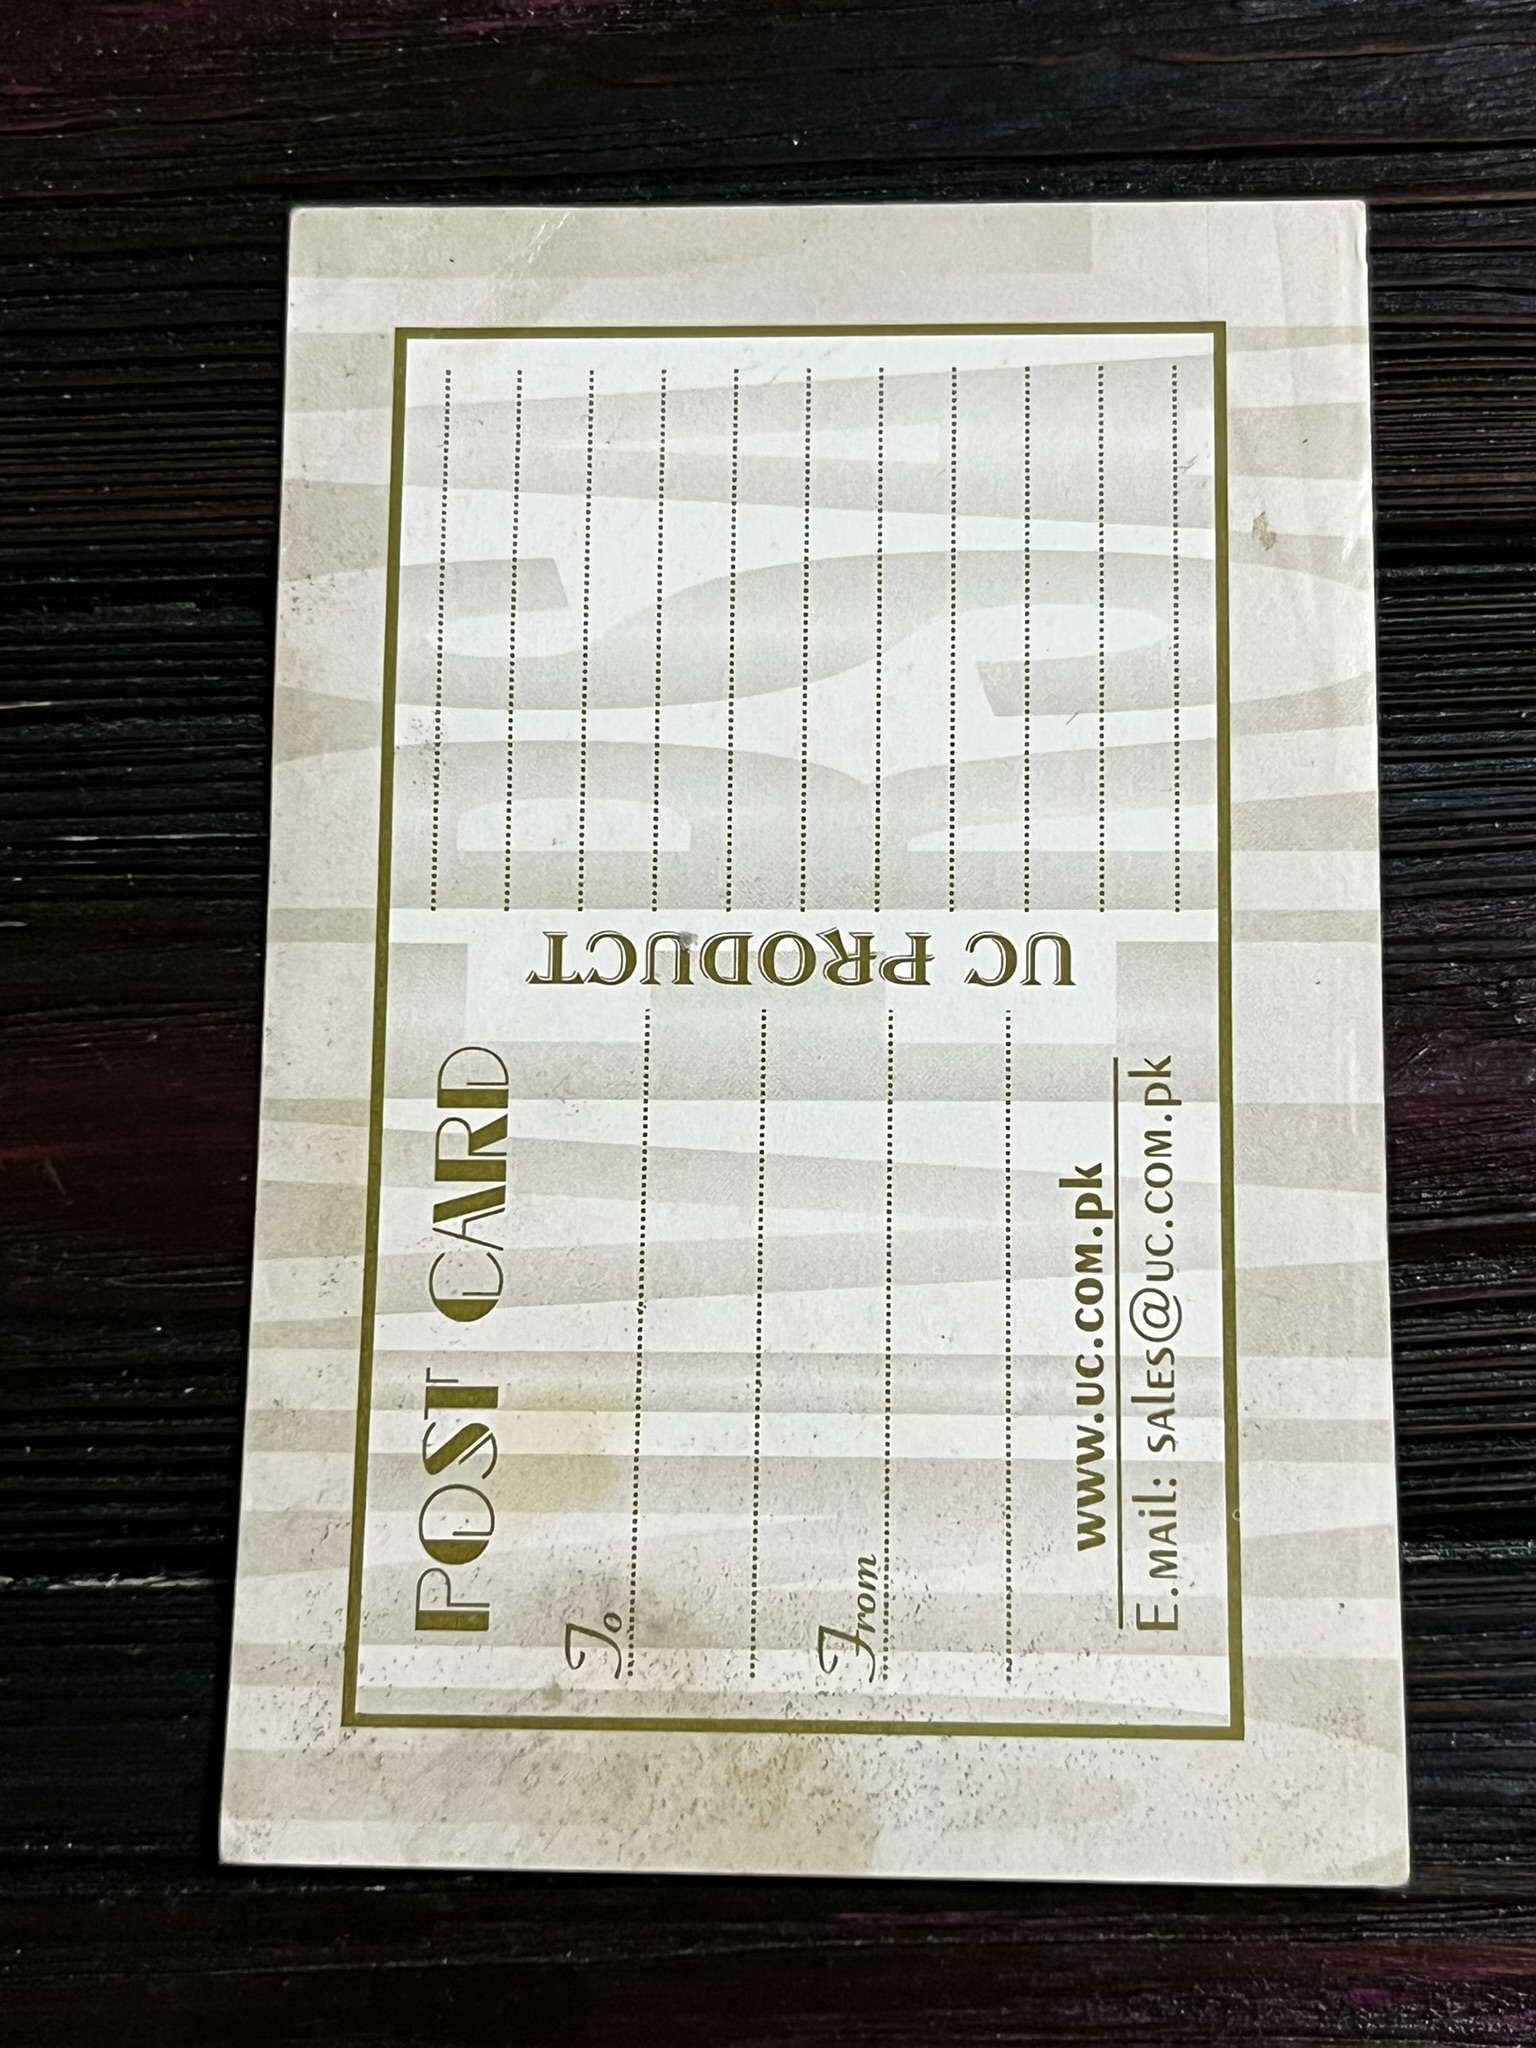 POST CARD
To
From
www.uc.com.pk
E.mail: sales@uc.com.pk
UC PRODUCT